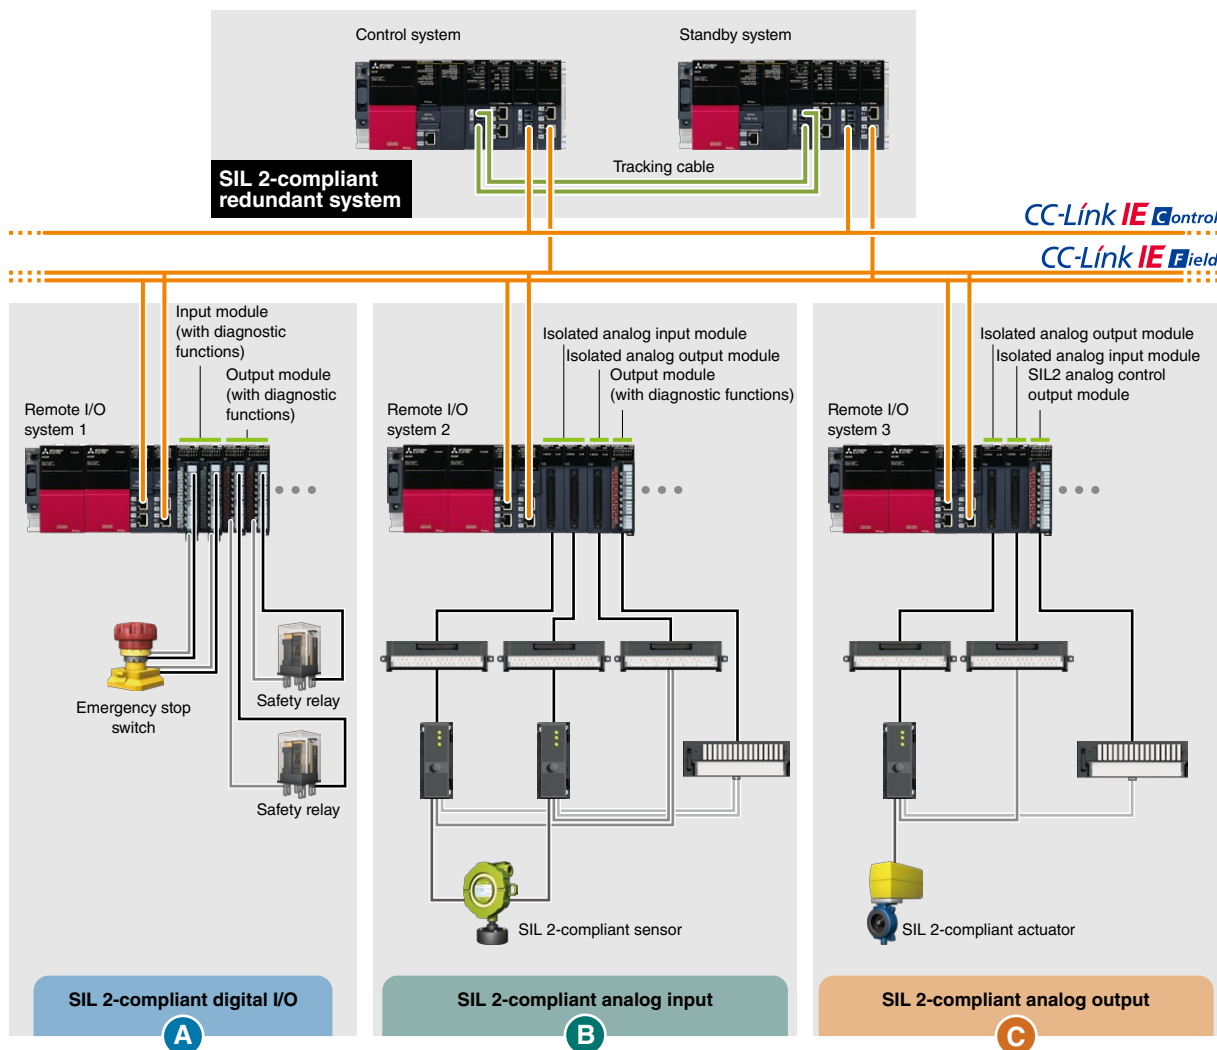 Control system
Standby system
Tracking cable
SIL 2-compliant
redundant system
CC-Link IE Control
CC-Link IE Field
Input module
(with diagnostic
functions)
Output module
(with diagnostic
functions)
Remote I/O
system 1
Emergency stop
switch
Safety relay
Safety relay
SIL 2-compliant digital I/O
A
Isolated analog input module
Isolated analog output module
Output module
(with diagnostic functions)
Remote I/O
system 2
SIL 2-compliant sensor
SIL 2-compliant analog input
B
Isolated analog output module
Isolated analog input module
SIL2 analog control
output module
Remote I/O
system 3
SIL 2-compliant actuator
SIL 2-compliant analog output
C